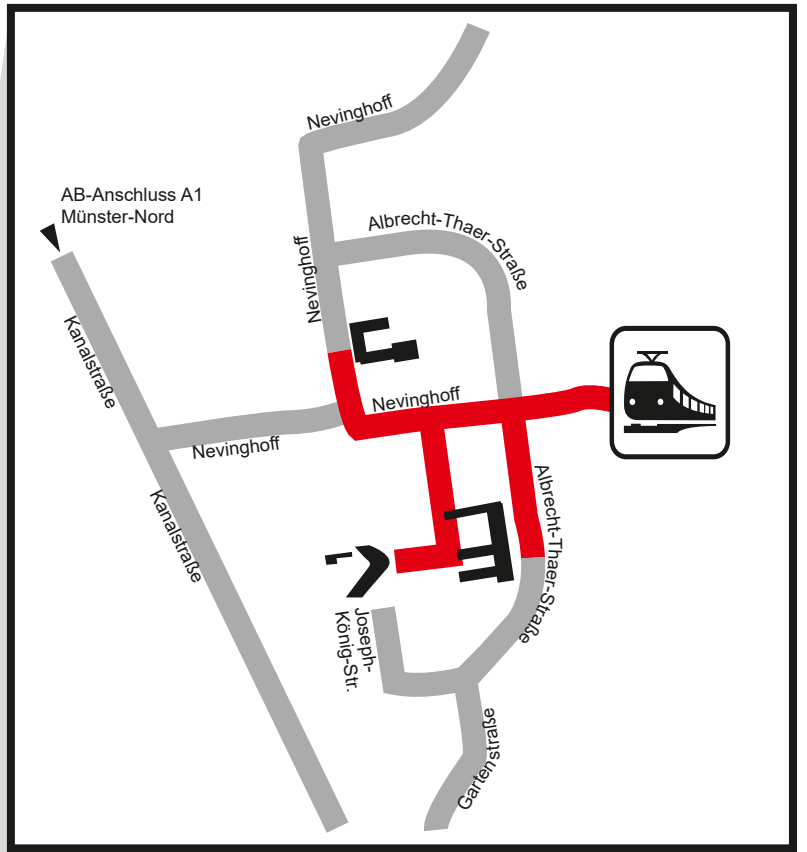 Nevinghoff
AB-Anschluss A1
Münster-Nord
Albrecht-Thaer-Straße
Nevinghoff
Kanalstraße
Nevinghoff
Nevinghoff
Kanalstraße
Albrecht-Thaer-Straße
Joseph-
König-Str.
Gartenstraße